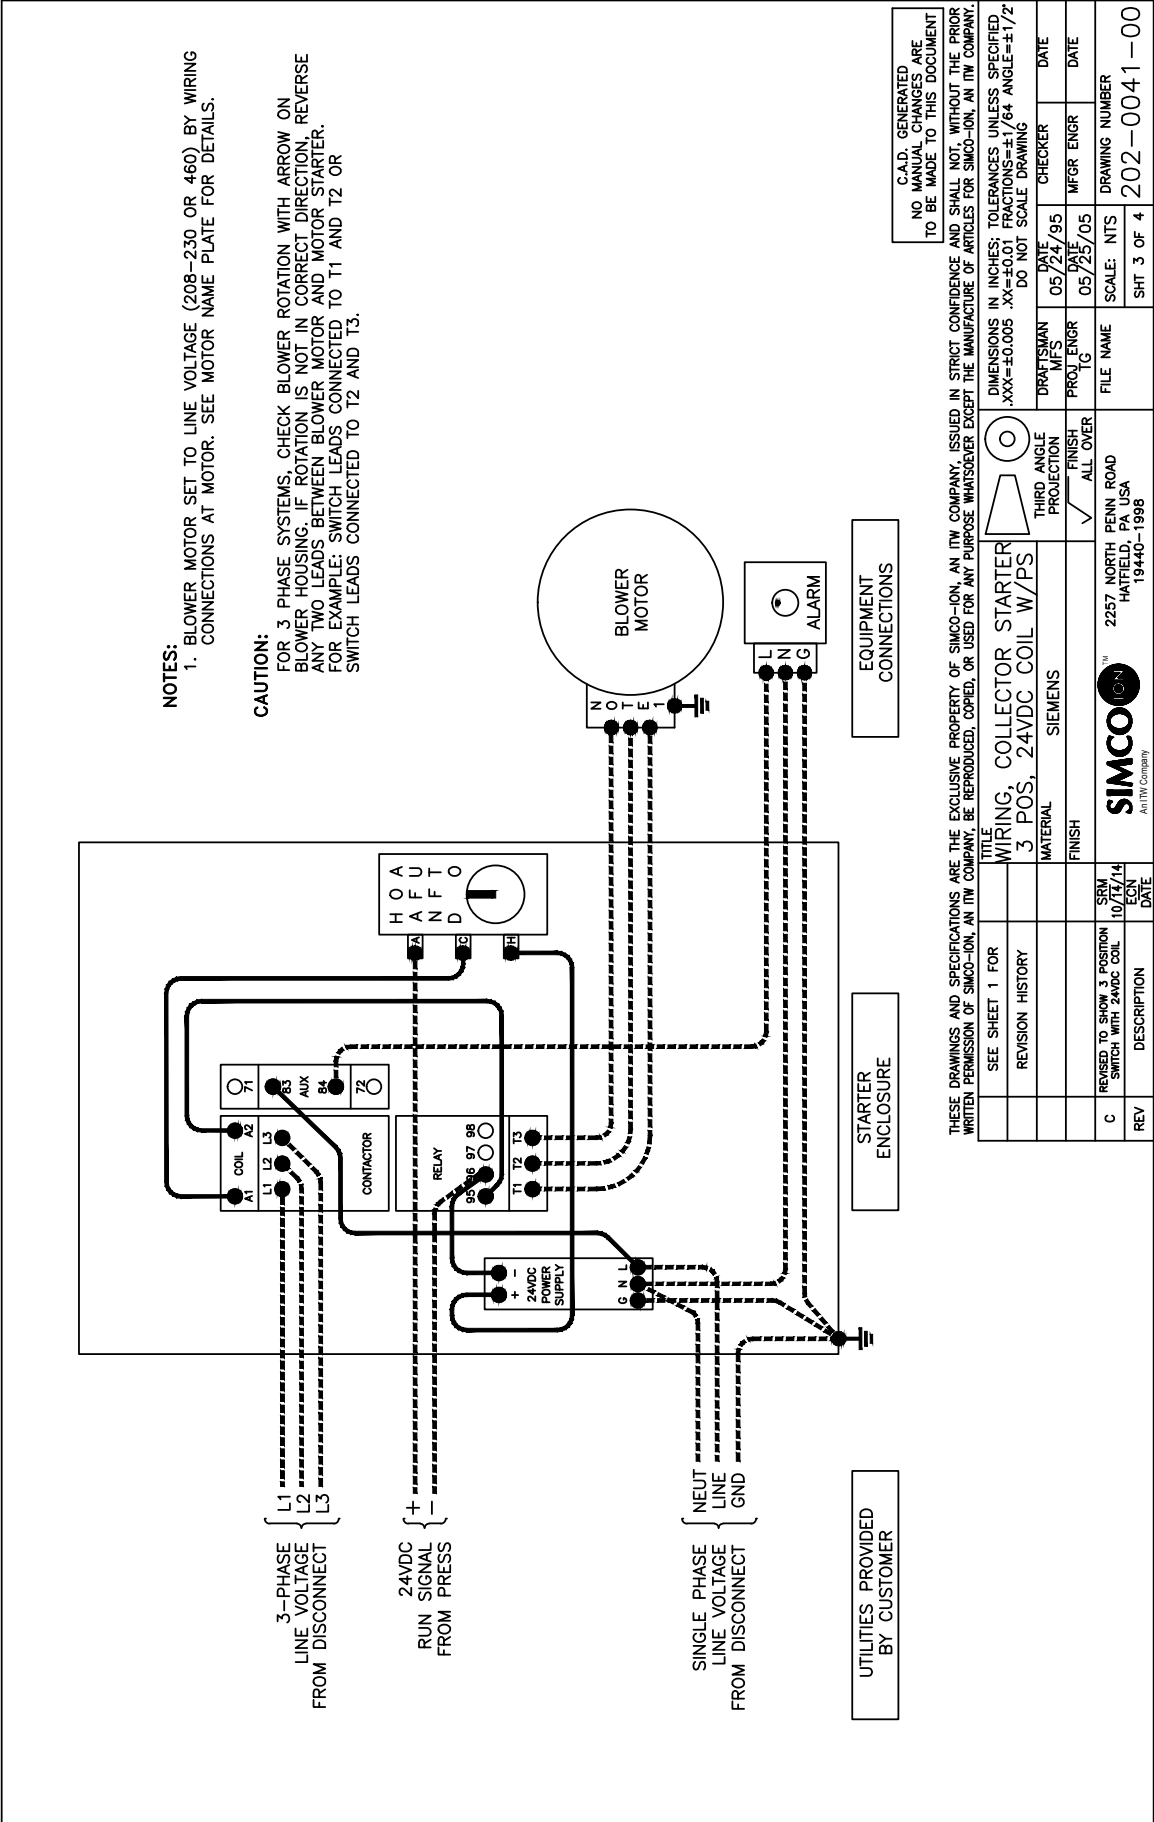 NOTES:
1. BLOWER MOTOR SET TO LINE VOLTAGE (208-230 OR 460) BY WIRING
CONNECTIONS AT MOTOR. SEE MOTOR NAME PLATE FOR DETAILS.
CAUTION:
FOR 3 PHASE SYSTEMS, CHECK BLOWER ROTATION WITH ARROW ON
BLOWER HOUSING. IF ROTATION IS NOT IN CORRECT DIRECTION, REVERSE
ANY TWO LEADS BETWEEN BLOWER MOTOR AND MOTOR STARTER.
FOR EXAMPLE: SWITCH LEADS CONNECTED TO T1 AND T2 OR
SWITCH LEADS CONNECTED TO T2 AND T3.
3-PHASE
LINE VOLTAGE
FROM DISCONNECT
L1
L2
L3
24VDC
RUN SIGNAL
FROM PRESS
+
-
SINGLE PHASE
LINE VOLTAGE
FROM DISCONNECT
NEUT
LINE
GND
A1
COIL
A2
L1
L2
L3
CONTACTOR
71
83
AUX
84
72
RELAY
95
96
97
98
T1
T2
T3
+
-
24VDC
POWER
SUPPLY
G
N
L
H O A
A F U
N F T
D O
A
C
H
N
O
T
E
1
BLOWER
MOTOR
L
N
G
ALARM
UTILITIES PROVIDED
BY CUSTOMER
STARTER
ENCLOSURE
EQUIPMENT
CONNECTIONS
C.A.D. GENERATED
NO MANUAL CHANGES ARE
TO BE MADE TO THIS DOCUMENT
THESE DRAWINGS AND SPECIFICATIONS ARE THE EXCLUSIVE PROPERTY OF SIMCO-ION, AN ITW COMPANY, ISSUED IN STRICT CONFIDENCE AND SHALL NOT, WITHOUT THE PRIOR
WRITTEN PERMISSION OF SIMCO-ION, AN ITW COMPANY, BE REPRODUCED, COPIED, OR USED FOR ANY PURPOSE WHATSOEVER EXCEPT THE MANUFACTURE OF ARTICLES FOR SIMCO-ION, AN ITW COMPANY.
SEE SHEET 1 FOR
REVISION HISTORY
C
REVISED TO SHOW 3 POSITION
SWITCH WITH 24VDC COIL
SRM
10/14/14
REV
DESCRIPTION
ECN
DATE
TITLE
WIRING, COLLECTOR STARTER
3 POS, 24VDC COIL W/PS
MATERIAL
SIEMENS
FINISH
THIRD ANGLE
PROJECTION
FINISH
ALL OVER
DIMENSIONS IN INCHES; TOLERANCES UNLESS SPECIFIED
.XXX=±0.005 .XX=±0.01 FRACTIONS=±1/64 ANGLE=±1/2°
DO NOT SCALE DRAWING
DRAFTSMAN
MFS
DATE
05/24/95
CHECKER
DATE
PROJ ENGR
TG
DATE
05/25/05
MFGR ENGR
DATE
SIMCO ION™
An ITW Company
2257 NORTH PENN ROAD
HATFIELD, PA USA
19440-1998
FILE NAME
SCALE: NTS
SHT 3 OF 4
DRAWING NUMBER
202-0041-00